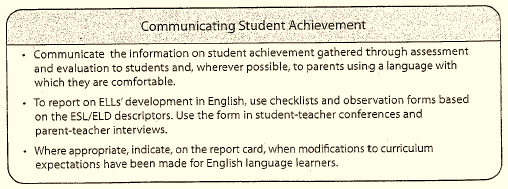 Communicating Student Achievement
• Communicate the information on student achievement gathered through assessment
and evaluation to students and, wherever possible, to parents using a language with
which they are comfortable.
• To report on ELLs' development in English, use checklists and observation forms based
on the ESL/ELD descriptors. Use the form in student-teacher conferences and
parent-teacher interviews.
• Where appropriate, indicate, on the report card, when modifications to curriculum
expectations have been made for English language learners.